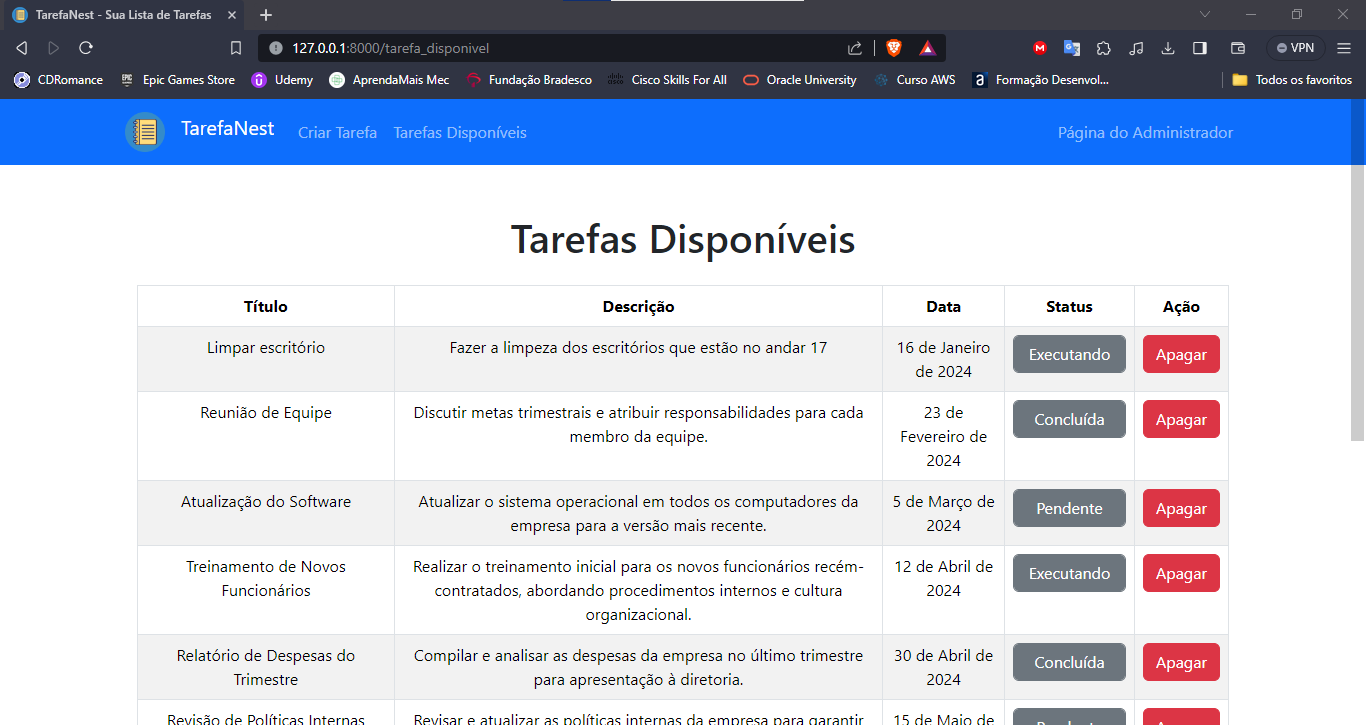 TarefaNest - Sua Lista de Tarefas
127.0.0.1:8000/tarefa_disponivel
VPN
CDRomance
Epic Games Store
Udemy
AprendaMais Mec
Fundação Bradesco
Cisco Skills For All
Oracle University
Curso AWS
Formação Desenvol...
Todos os favoritos
TarefaNest
Criar Tarefa
Tarefas Disponíveis
Página do Administrador
Tarefas Disponíveis
Título
Descrição
Data
Status
Ação
Limpar escritório
Fazer a limpeza dos escritórios que estão no andar 17
16 de Janeiro
de 2024
Executando
Apagar
Reunião de Equipe
Discutir metas trimestrais e atribuir responsabilidades para cada
membro da equipe.
23 de
Fevereiro de
2024
Concluída
Apagar
Atualização do Software
Atualizar o sistema operacional em todos os computadores da
empresa para a versão mais recente.
5 de Março de
2024
Pendente
Apagar
Treinamento de Novos
Funcionários
Realizar o treinamento inicial para os novos funcionários recém-
contratados, abordando procedimentos internos e cultura
organizacional.
12 de Abril de
2024
Executando
Apagar
Relatório de Despesas do
Trimestre
Compilar e analisar as despesas da empresa no último trimestre
para apresentação à diretoria.
30 de Abril de
2024
Concluída
Apagar
Revisão de Políticas Internas
Revisar e atualizar as políticas internas da empresa para garantir
15 de Maio de